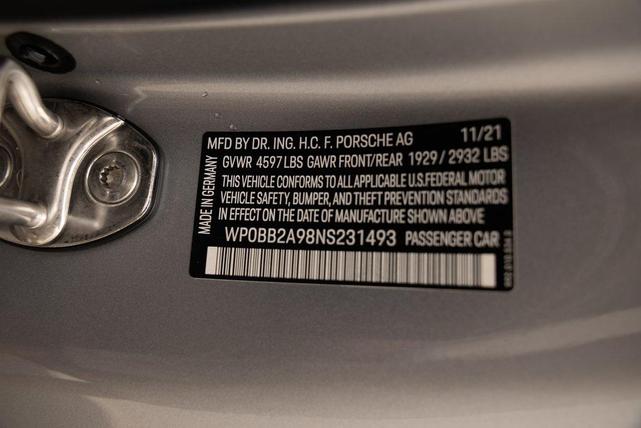 MFD BY DR. ING. H.C. F. PORSCHE AG 11/21
GVWR 4597 LBS GAWR FRONT/REAR 1929 / 2932 LBS
THIS VEHICLE CONFORMS TO ALL APPLICABLE U.S.FEDERAL MOTOR
VEHICLE SAFETY, BUMPER, AND THEFT PREVENTION STANDARDS
IN EFFECT ON THE DATE OF MANUFACTURE SHOWN ABOVE
WP0BB2A98NS231493 PASSENGER CAR
MADE IN GERMANY